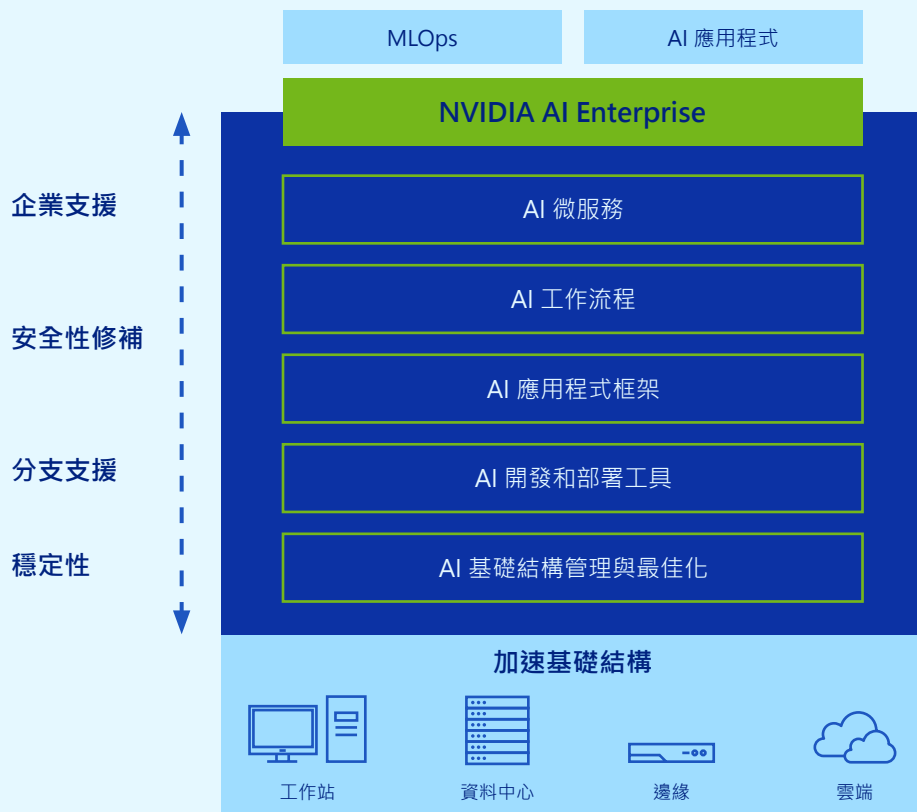 MLOps
AI 應用程式
NVIDIA AI Enterprise
企業支援
AI 微服務
AI 工作流程
安全性修補
AI 應用程式框架
分支支援
AI 開發和部署工具
穩定性
AI 基礎結構管理與最佳化
加速基礎結構
工作站
資料中心
邊緣
雲端